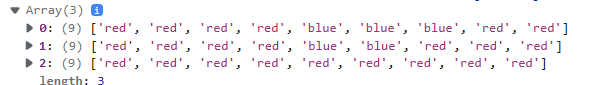 Array(3) i
0: (9) ['red', 'red', 'red', 'red', 'blue', 'blue', 'blue', 'red', 'red']
1: (9) ['red', 'red', 'red', 'red', 'blue', 'blue', 'red', 'red', 'red']
2: (9) ['red', 'red', 'red', 'red', 'red', 'red', 'red', 'red', 'red']
length: 3